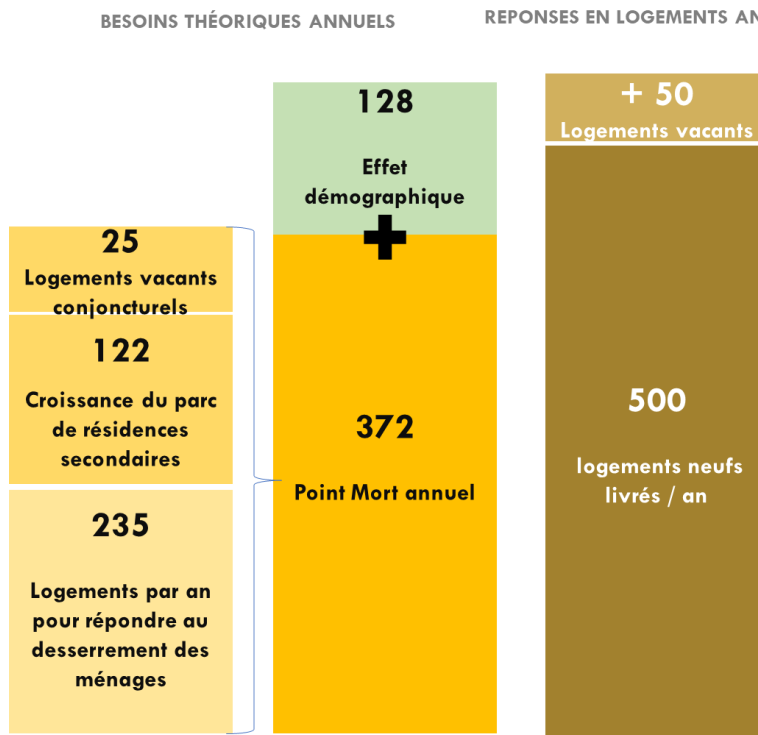 BESOINS THÉORIQUES ANNUELS
REPONSES EN LOGEMENTS
25
Logements vacants
conjoncturels
122
Croissance du parc
de résidences
secondaires
235
Logements par an
pour répondre au
desserrement des
ménages
128
Effet
démographique
+
372
Point Mort annuel
+ 50
Logements vacants
500
logements neufs
livrés / an